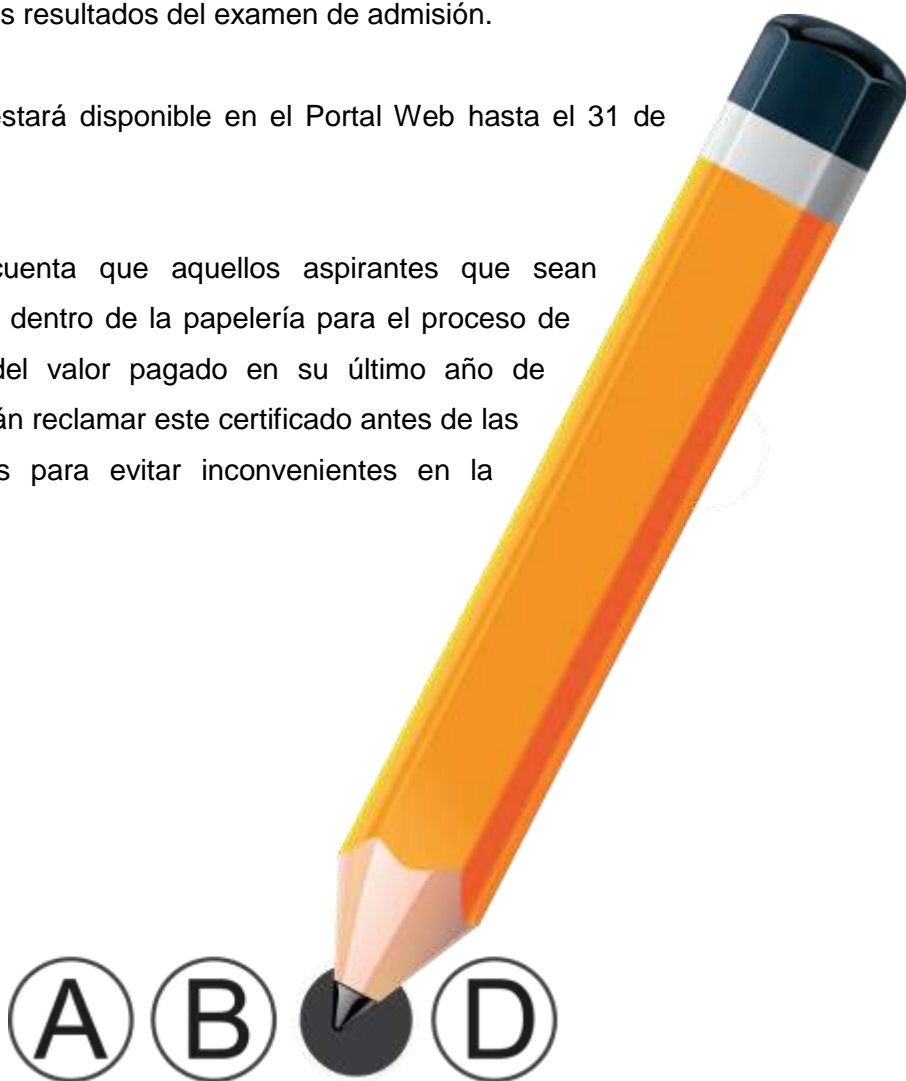 s resultados del examen de admisión.
estará disponible en el Portal Web hasta el 31 de
cuenta que aquellos aspirantes que sean
dentro de la papelería para el proceso de
del valor pagado en su último año de
án reclamar este certificado antes de las
s para evitar inconvenientes en la
A B D